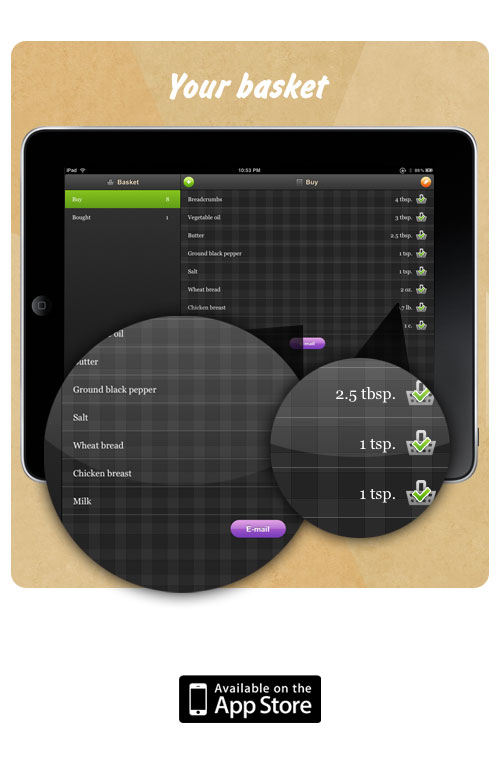 Your basket
iPad 10:53 PM 89%
Basket Buy
Buy 8 Breadcrumbs 4 tbsp.
Bought 1 Vegetable oil 3 tbsp.
Butter 2.5 tbsp.
Ground black pepper 1 tsp.
Salt 1 tsp.
Wheat bread 2 oz.
Chicken breast lb.
1 c.
oil
Butter
Ground black pepper
Salt
Wheat bread
Chicken breast
Milk
E-mail
2.5 tbsp.
1 tsp.
1 tsp.
Available on the
App Store